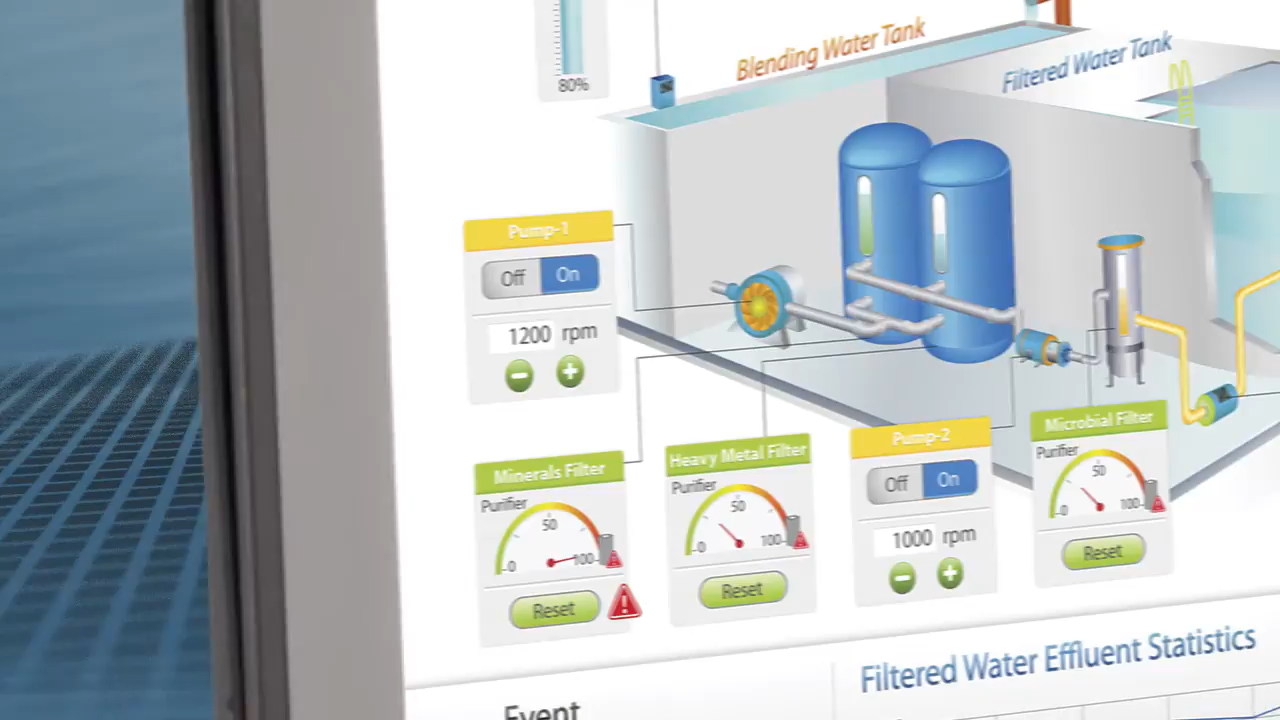 80%
Blending Water Tank
Filtered Water Tank
Pump-1
Off On
1200 rpm
Minerals Filter
Purifier
50
0 100
Reset
Heavy Metal Filter
Purifier
50
0 100
Reset
Pump-2
Off On
1000 rpm
Microbial Filter
Purifier
50
0 100
Reset
Event
Filtered Water Effluent Statistics